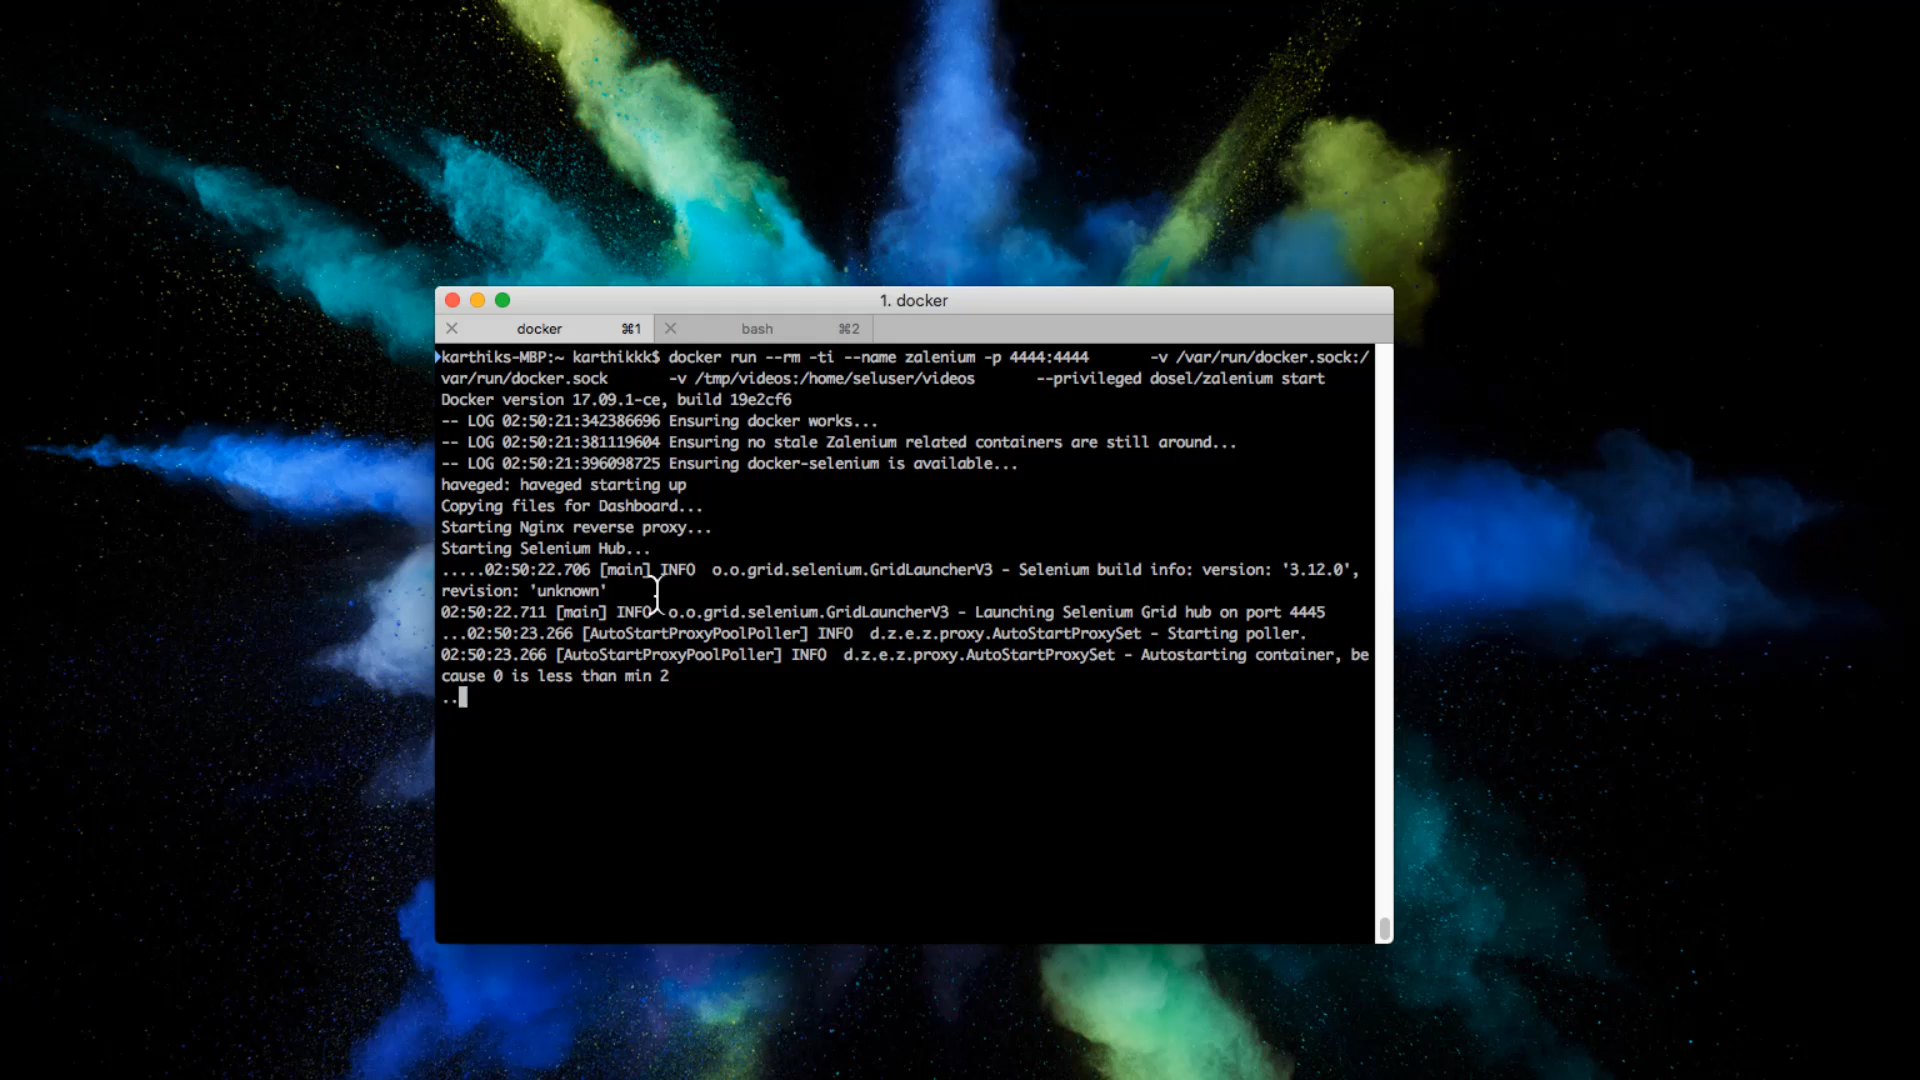 1. docker
docker ⌘1 bash ⌘2
karthiks-MBP:~ karthikkk$ docker run --rm -ti --name zalenium -p 4444:4444 -v /var/run/docker.sock:/
var/run/docker.sock -v /tmp/videos:/home/seluser/videos --privileged dosel/zalenium start
Docker version 17.09.1-ce, build 19e2cf6
-- LOG 02:50:21:342386696 Ensuring docker works...
-- LOG 02:50:21:381119604 Ensuring no stale Zalenium related containers are still around...
-- LOG 02:50:21:396098725 Ensuring docker-selenium is available...
haveged: haveged starting up
Copying files for Dashboard...
Starting Nginx reverse proxy...
Starting Selenium Hub...
.....02:50:22.706 [main] INFO o.o.grid.selenium.GridLauncherV3 - Selenium build info: version: '3.12.0',
revision: 'unknown'
02:50:22.711 [main] INFO o.o.grid.selenium.GridLauncherV3 - Launching Selenium Grid hub on port 4445
...02:50:23.266 [AutoStartProxyPoolPoller] INFO d.z.e.z.proxy.AutoStartProxySet - Starting poller.
02:50:23.266 [AutoStartProxyPoolPoller] INFO d.z.e.z.proxy.AutoStartProxySet - Autostarting container, be
cause 0 is less than min 2
..